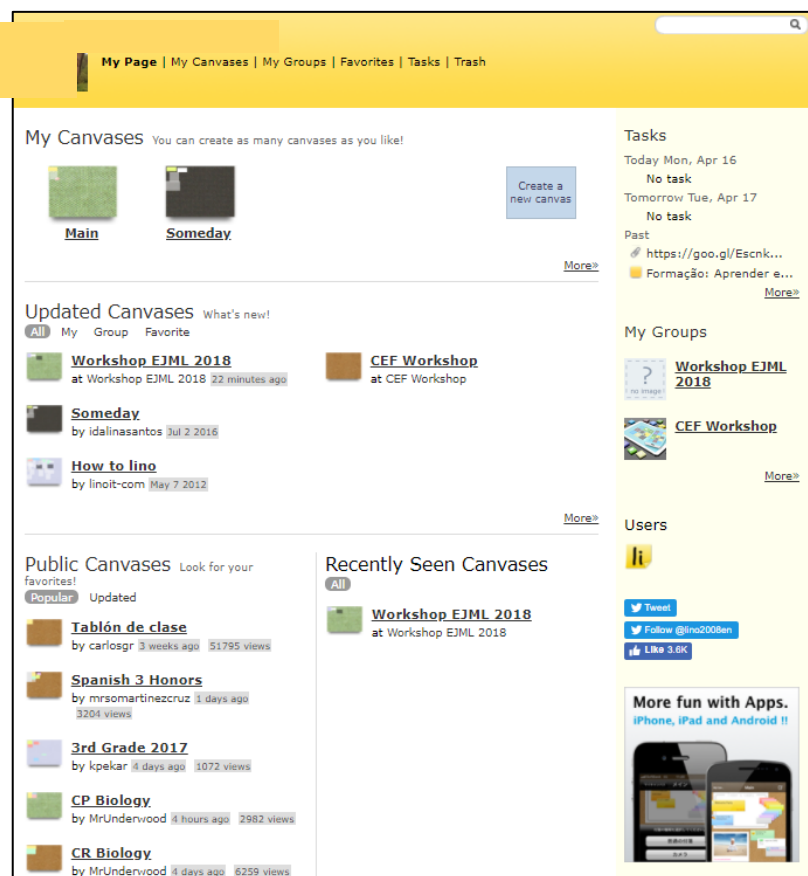 My Page | My Canvases | My Groups | Favorites | Tasks | Trash
My Canvases You can create as many canvases as you like!
Main
Someday
Create a
new canvas
More»
Updated Canvases What's new!
All My Group Favorite
Workshop EJML 2018
at Workshop EJML 2018 22 minutes ago
CEF Workshop
at CEF Workshop
Someday
by idalinasantos Jul 2 2016
How to lino
by linoit-com May 7 2012
More»
Public Canvases Look for your
favorites!
Popular Updated
Tablón de clase
by carlosgr 3 weeks ago 51795 views
Spanish 3 Honors
by mrsomartinezcruz 1 days ago
3204 views
3rd Grade 2017
by kpekar 4 days ago 1072 views
CP Biology
by MrUnderwood 4 hours ago 2982 views
CR Biology
by MrUnderwood 4 days ago 6259 views
Recently Seen Canvases
All
Workshop EJML 2018
at Workshop EJML 2018
Tasks
Today Mon, Apr 16
No task
Tomorrow Tue, Apr 17
No task
Past
https://goo.gl/Escnk...
Formação: Aprender e...
More»
My Groups
? no image!
Workshop EJML
2018
CEF Workshop
More»
Users
li
Tweet
Follow @lino2008en
Like 3.6K
More fun with Apps.
iPhone, iPad and Android !!